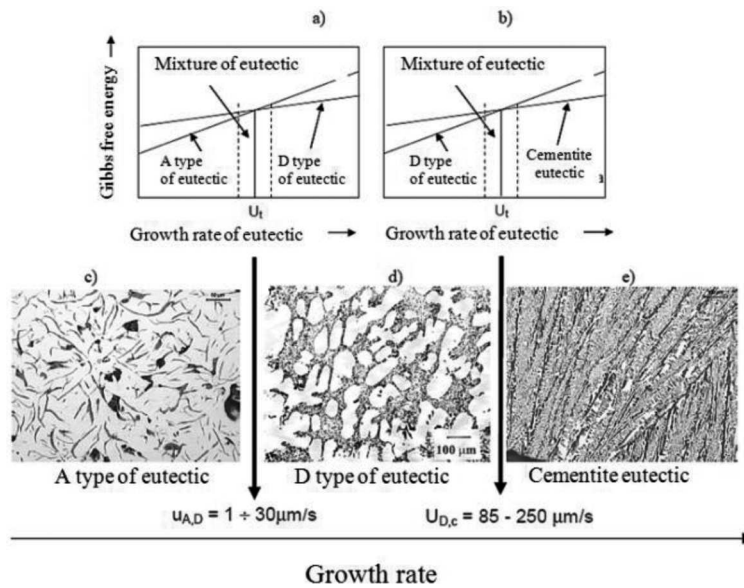 a)
b)
Gibbs free energy →
Mixture of eutectic
A type
of eutectic
D type
of eutectic
Uₜ
Growth rate of eutectic →
Mixture of eutectic
D type
of eutectic
Cementite
eutectic
a
Uₜ
Growth rate of eutectic →
c)
d)
e)
100 µm
A type of eutectic
D type of eutectic
Cementite eutectic
u_A,D = 1 ÷ 30µm/s
U_D,c = 85 - 250 µm/s
Growth rate